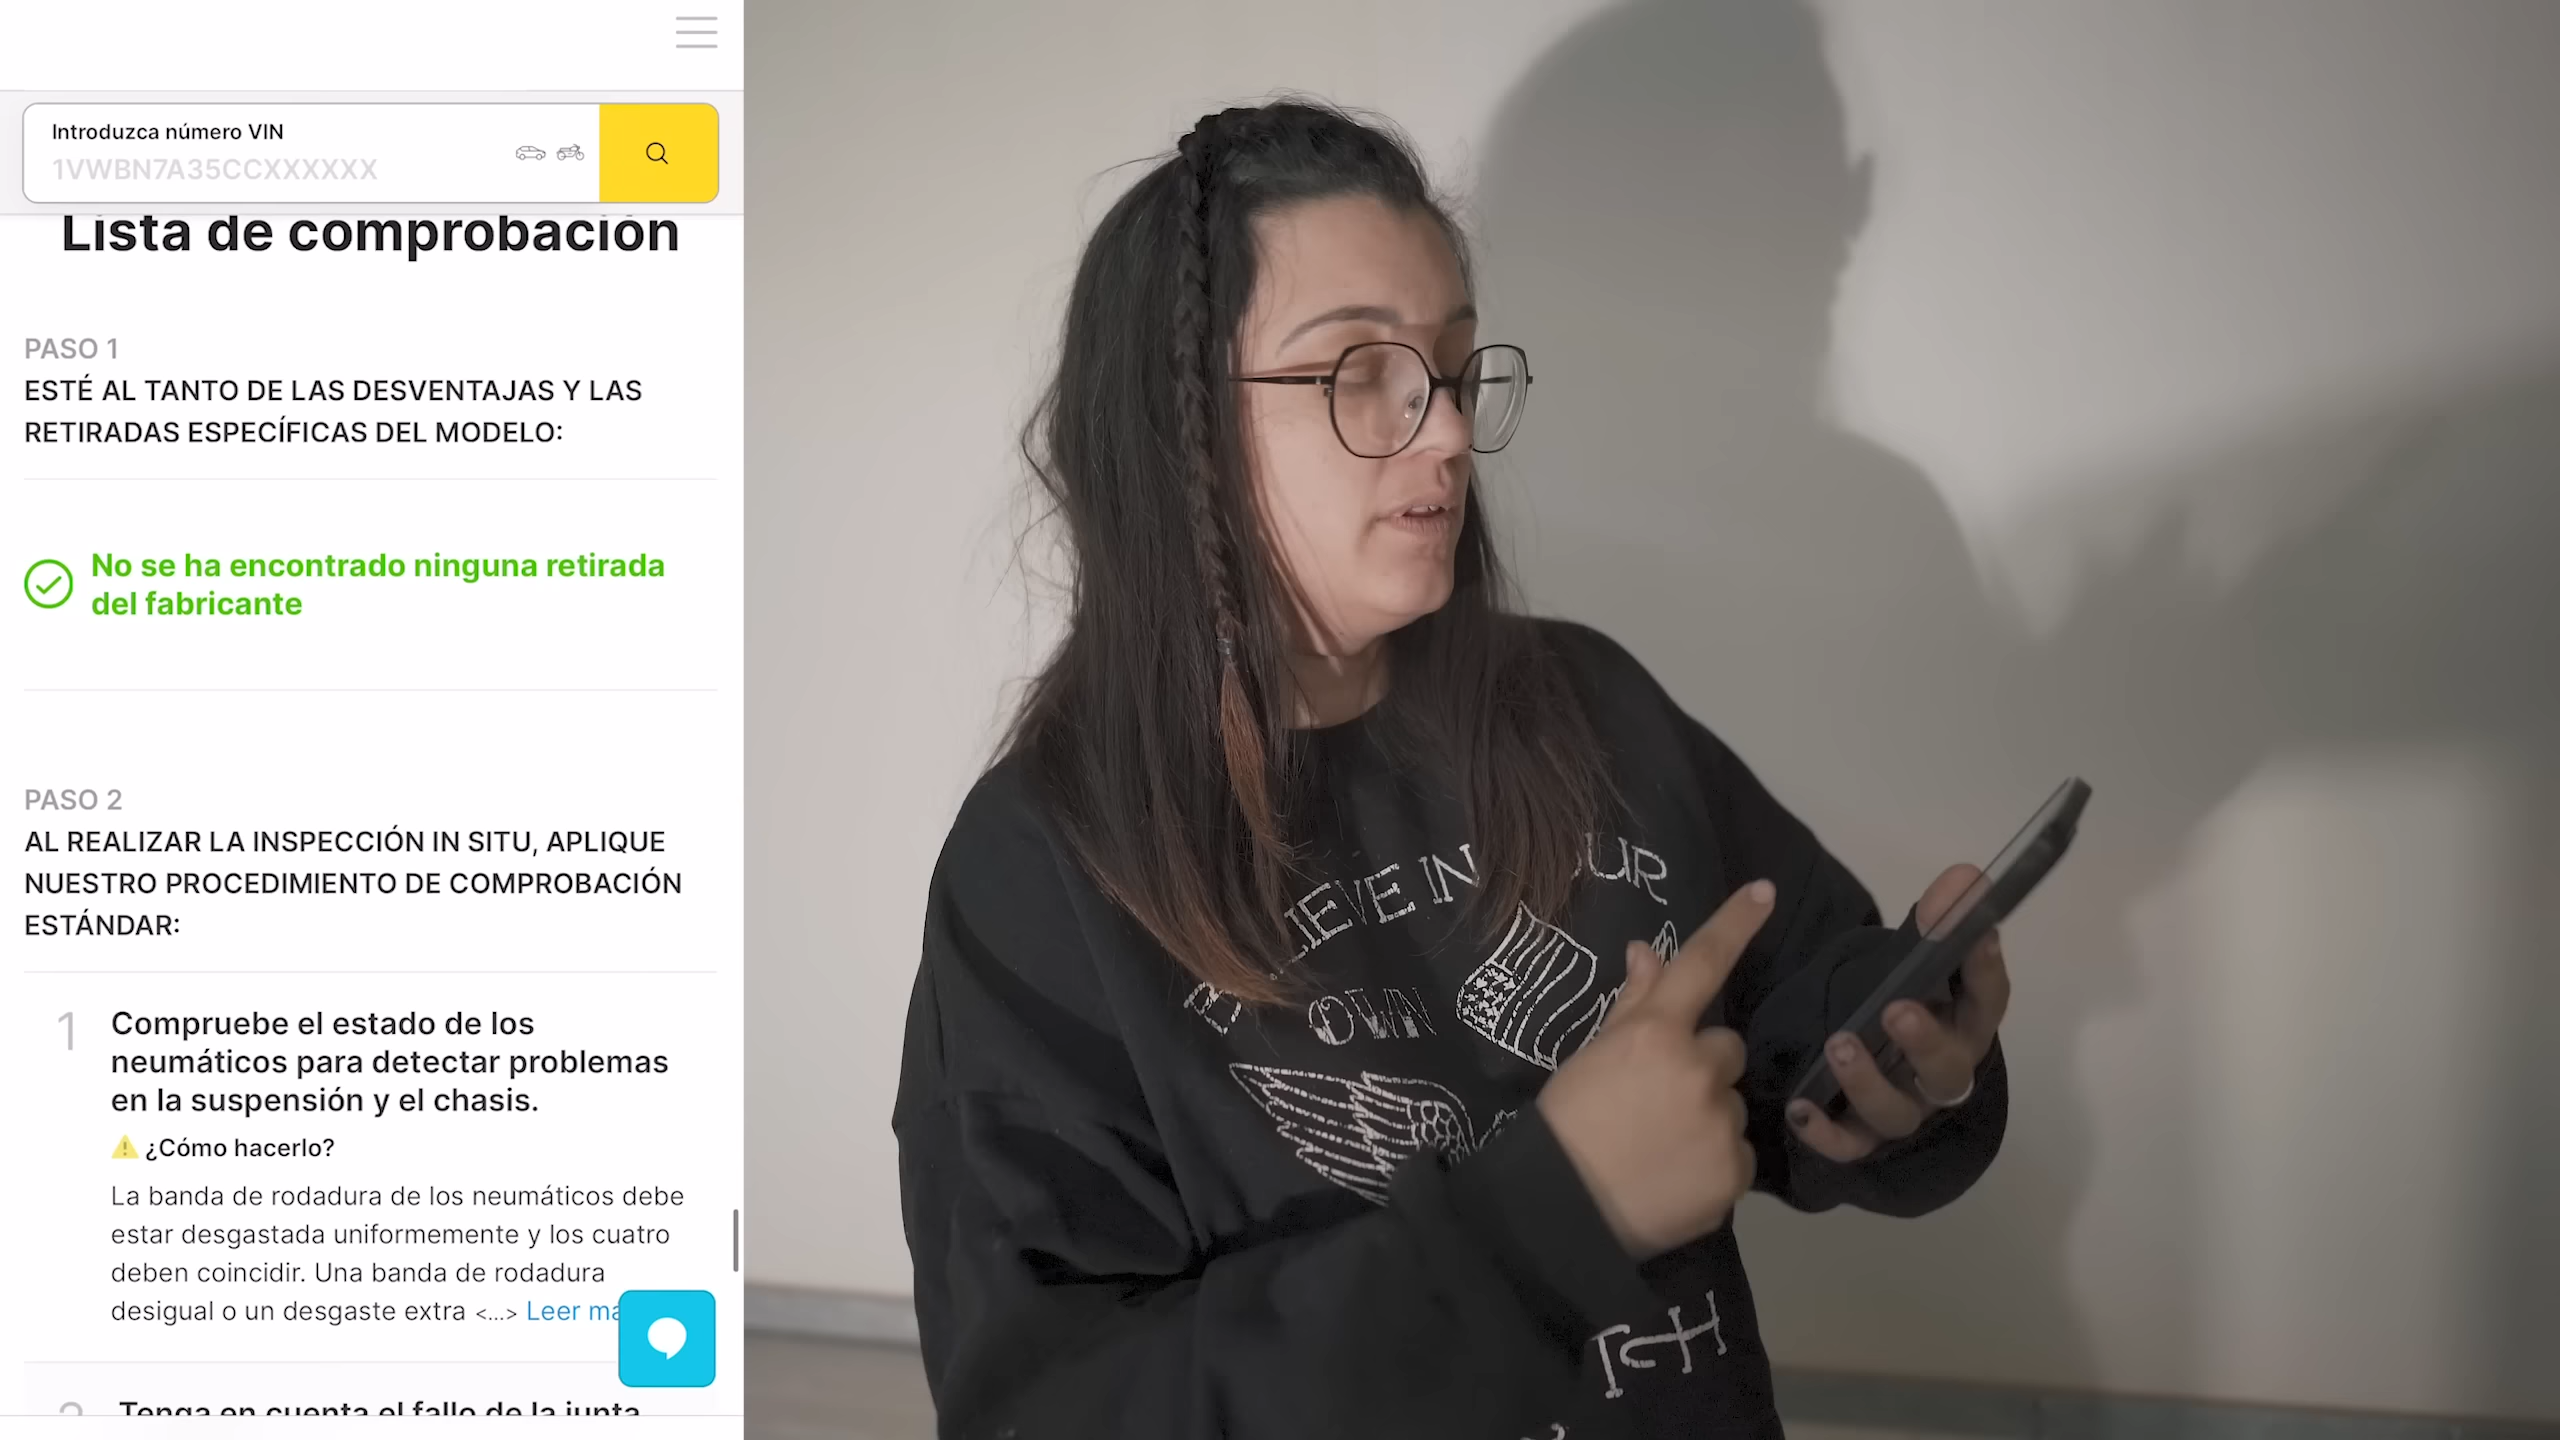 Introduzca número VIN
1VWBN7A35CCXXXXXX
Lista de comprobación
PASO 1
ESTÉ AL TANTO DE LAS DESVENTAJAS Y LAS
RETIRADAS ESPECÍFICAS DEL MODELO:
No se ha encontrado ninguna retirada
del fabricante
PASO 2
AL REALIZAR LA INSPECCIÓN IN SITU, APLIQUE
NUESTRO PROCEDIMIENTO DE COMPROBACIÓN
ESTÁNDAR:
1 Compruebe el estado de los
neumáticos para detectar problemas
en la suspensión y el chasis.
¿Cómo hacerlo?
La banda de rodadura de los neumáticos debe
estar desgastada uniformemente y los cuatro
deben coincidir. Una banda de rodadura
desigual o un desgaste extra <...> Leer
Tenga en cuenta el fallo de la junta
IN
OWN